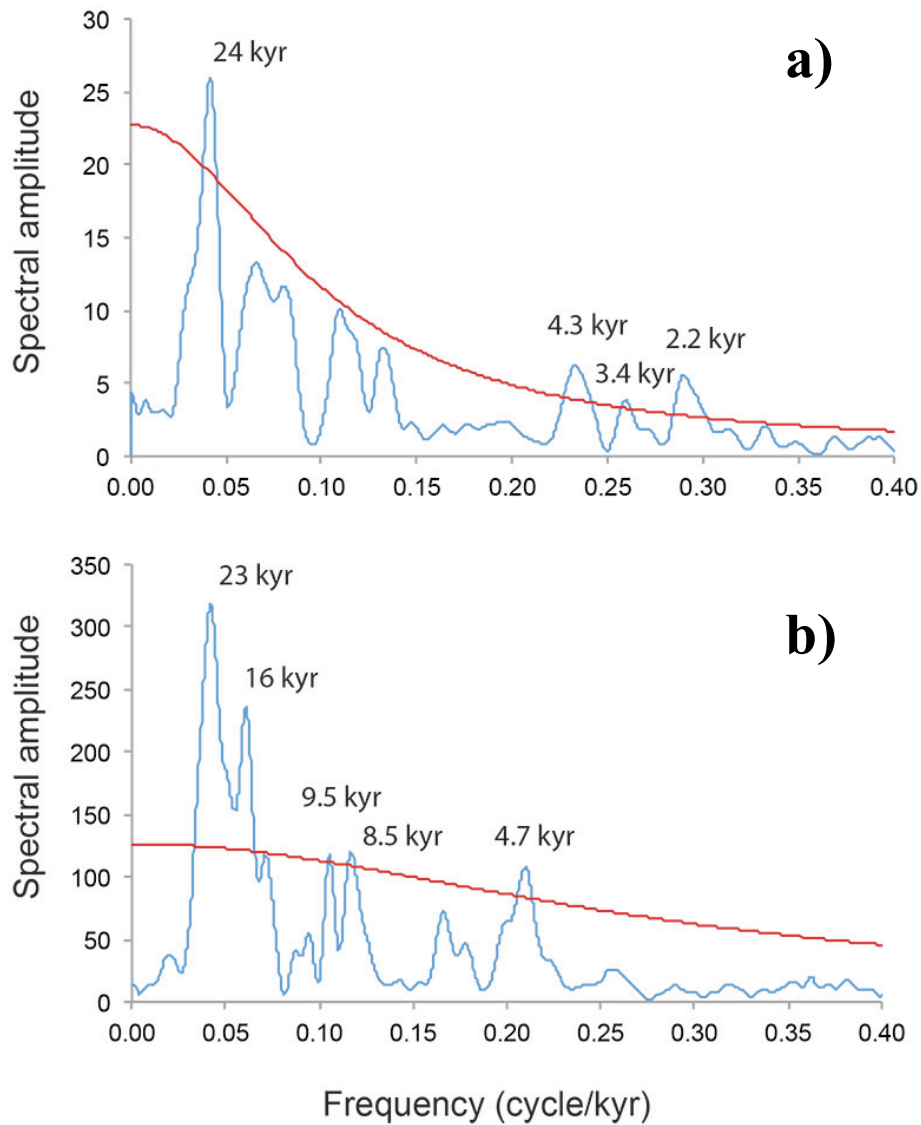 a)
Spectral amplitude
30
25
20
15
10
5
0
24 kyr
4.3 kyr
3.4 kyr
2.2 kyr
0.00 0.05 0.10 0.15 0.20 0.25 0.30 0.35 0.40
b)
Spectral amplitude
350
300
250
200
150
100
50
0
23 kyr
16 kyr
9.5 kyr
8.5 kyr
4.7 kyr
0.00 0.05 0.10 0.15 0.20 0.25 0.30 0.35 0.40
Frequency (cycle/kyr)